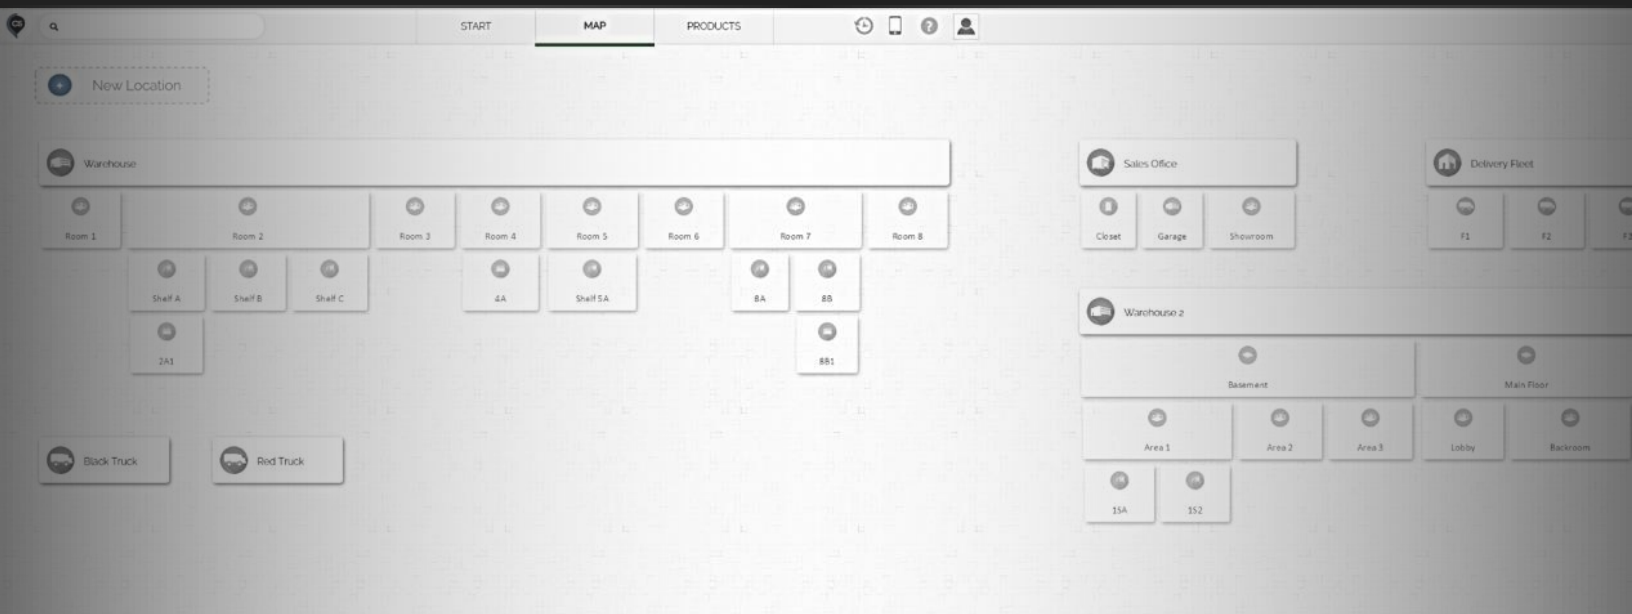 CS
START
MAP
PRODUCTS
?
New Location
Warehouse
Room 1
Room 2
Room 3
Room 4
Room 5
Room 6
Room 7
Room 8
Shelf A
Shelf B
Shelf C
4A
Shelf 5A
8A
8B
2A1
8B1
Black Truck
Red Truck
Sales Office
Closet
Garage
Showroom
Delivery Fleet
F1
F2
Warehouse 2
Basement
Main Floor
Area 1
Area 2
Area 3
Lobby
Backroom
1SA
1S2